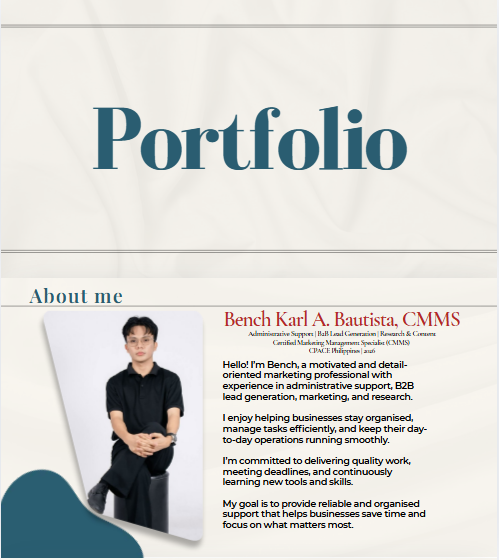 Portfolio
About me
Bench Karl A. Bautista, CMMS
Administrative Support | B2B Lead Generation | Research & Content
Certified Marketing Management Specialist (CMMS)
CPACE Philippines | 2026
Hello! I'm Bench, a motivated and detail-
oriented marketing professional with
experience in administrative support, B2B
lead generation, marketing, and research.
I enjoy helping businesses stay organised,
manage tasks efficiently, and keep their day-
to-day operations running smoothly.
I'm committed to delivering quality work,
meeting deadlines, and continuously
learning new tools and skills.
My goal is to provide reliable and organised
support that helps businesses save time and
focus on what matters most.